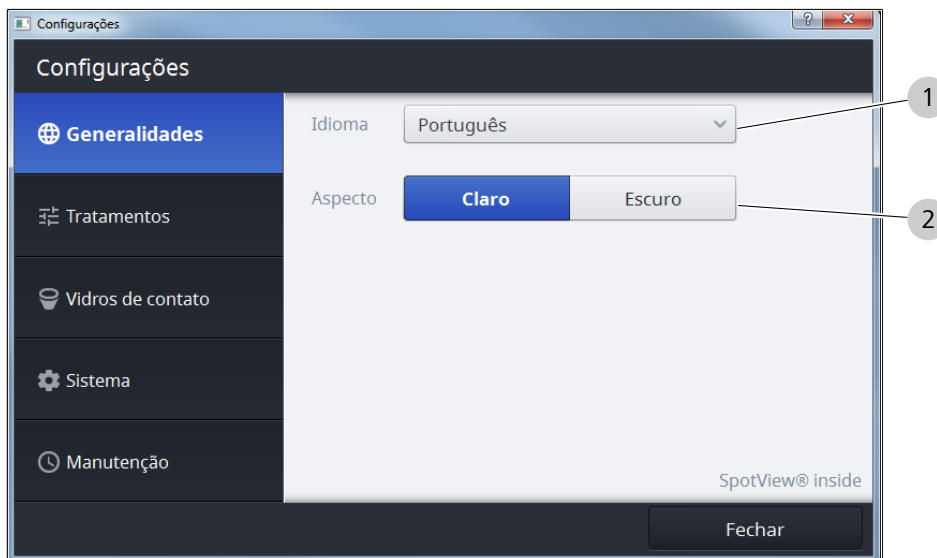 Configurações
Configurações
Generalidades
Tratamentos
Vidros de contato
Sistema
Manutenção
Idioma
Português
Aspecto
Claro
Escuro
SpotView® inside
Fechar
1
2